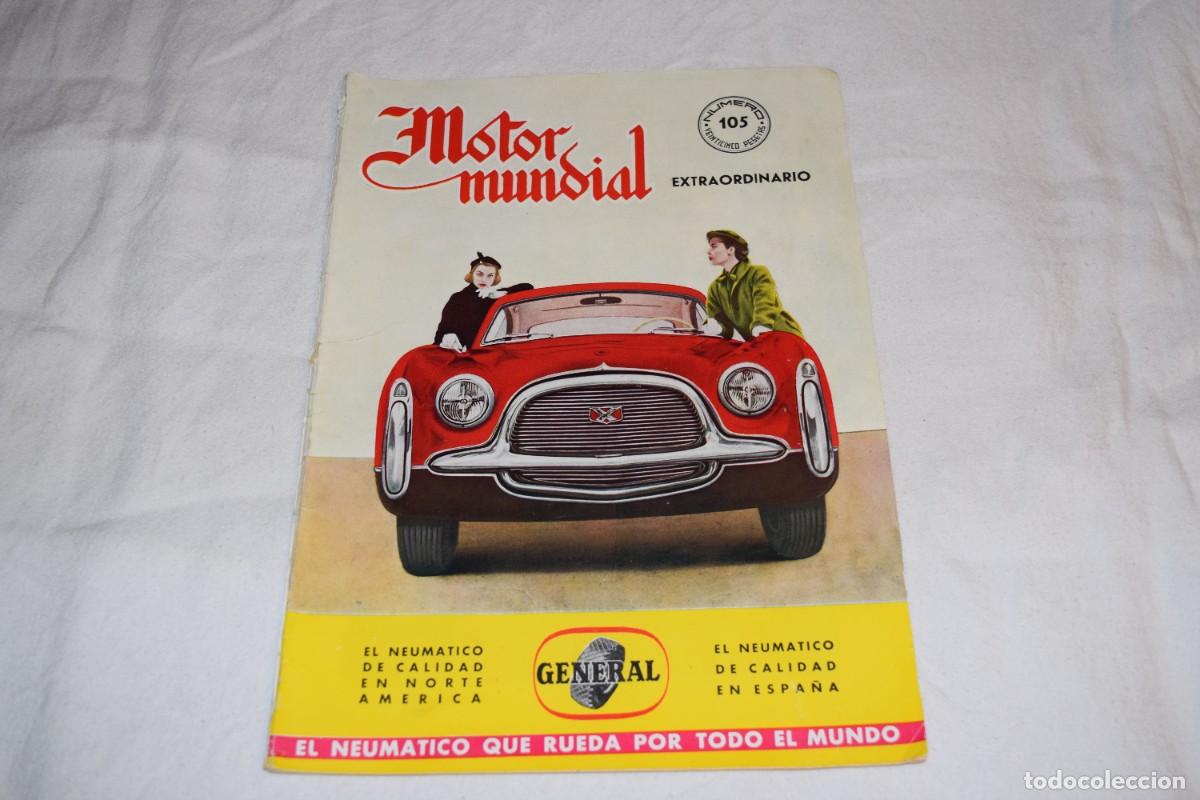 Motor
mundial
NUMERO
105
VEINTICINCO PESETAS
EXTRAORDINARIO
EL NEUMATICO
DE CALIDAD
EN NORTE
AMERICA
GENERAL
EL NEUMATICO
DE CALIDAD
EN ESPAÑA
EL NEUMATICO QUE RUEDA POR TODO EL MUNDO
todocoleccion